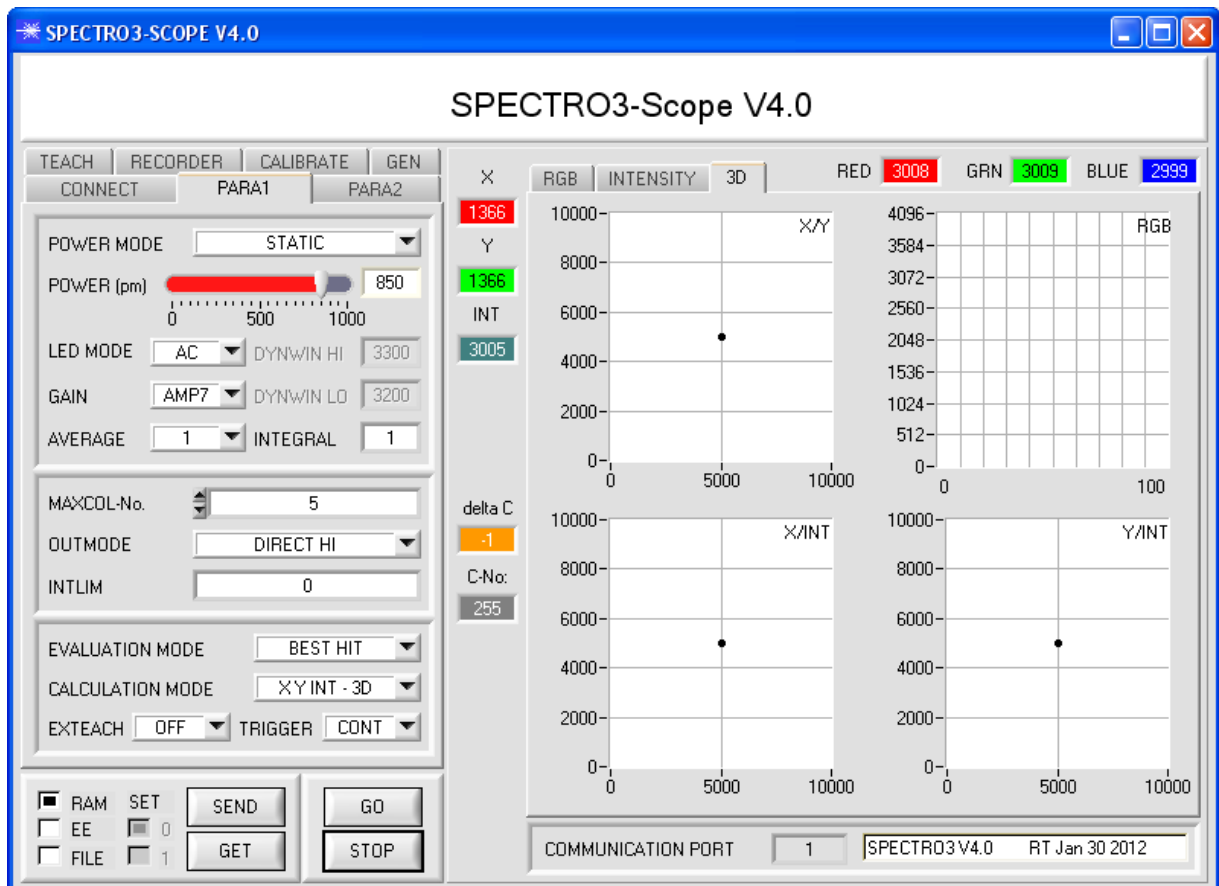 SPECTRO3-SCOPE V4.0
SPECTRO3-Scope V4.0
TEACH RECORDER CALIBRATE GEN
CONNECT PARA1 PARA2
POWER MODE STATIC
POWER (pm) 850
0 500 1000
LED MODE AC DYNWIN HI 3300
GAIN AMP7 DYNWIN LO 3200
AVERAGE 1 INTEGRAL 1
MAXCOL-No. 5
OUTMODE DIRECT HI
INTLIM 0
EVALUATION MODE BEST HIT
CALCULATION MODE X Y INT - 3D
EXTEACH OFF TRIGGER CONT
RAM SET SEND GO
EE 0
FILE 1 GET STOP
X
1366
Y
1366
INT
3005
delta C
-1
C-No:
255
RGB INTENSITY 3D RED 3008 GRN 3009 BLUE 2999
X/Y
10000
8000
6000
4000
2000
0
0 5000 10000
RGB
4096
3584
3072
2560
2048
1536
1024
512
0
0 100
X/INT
10000
8000
6000
4000
2000
0
0 5000 10000
Y/INT
10000
8000
6000
4000
2000
0
0 5000 10000
COMMUNICATION PORT 1 SPECTRO3 V4.0 RT Jan 30 2012